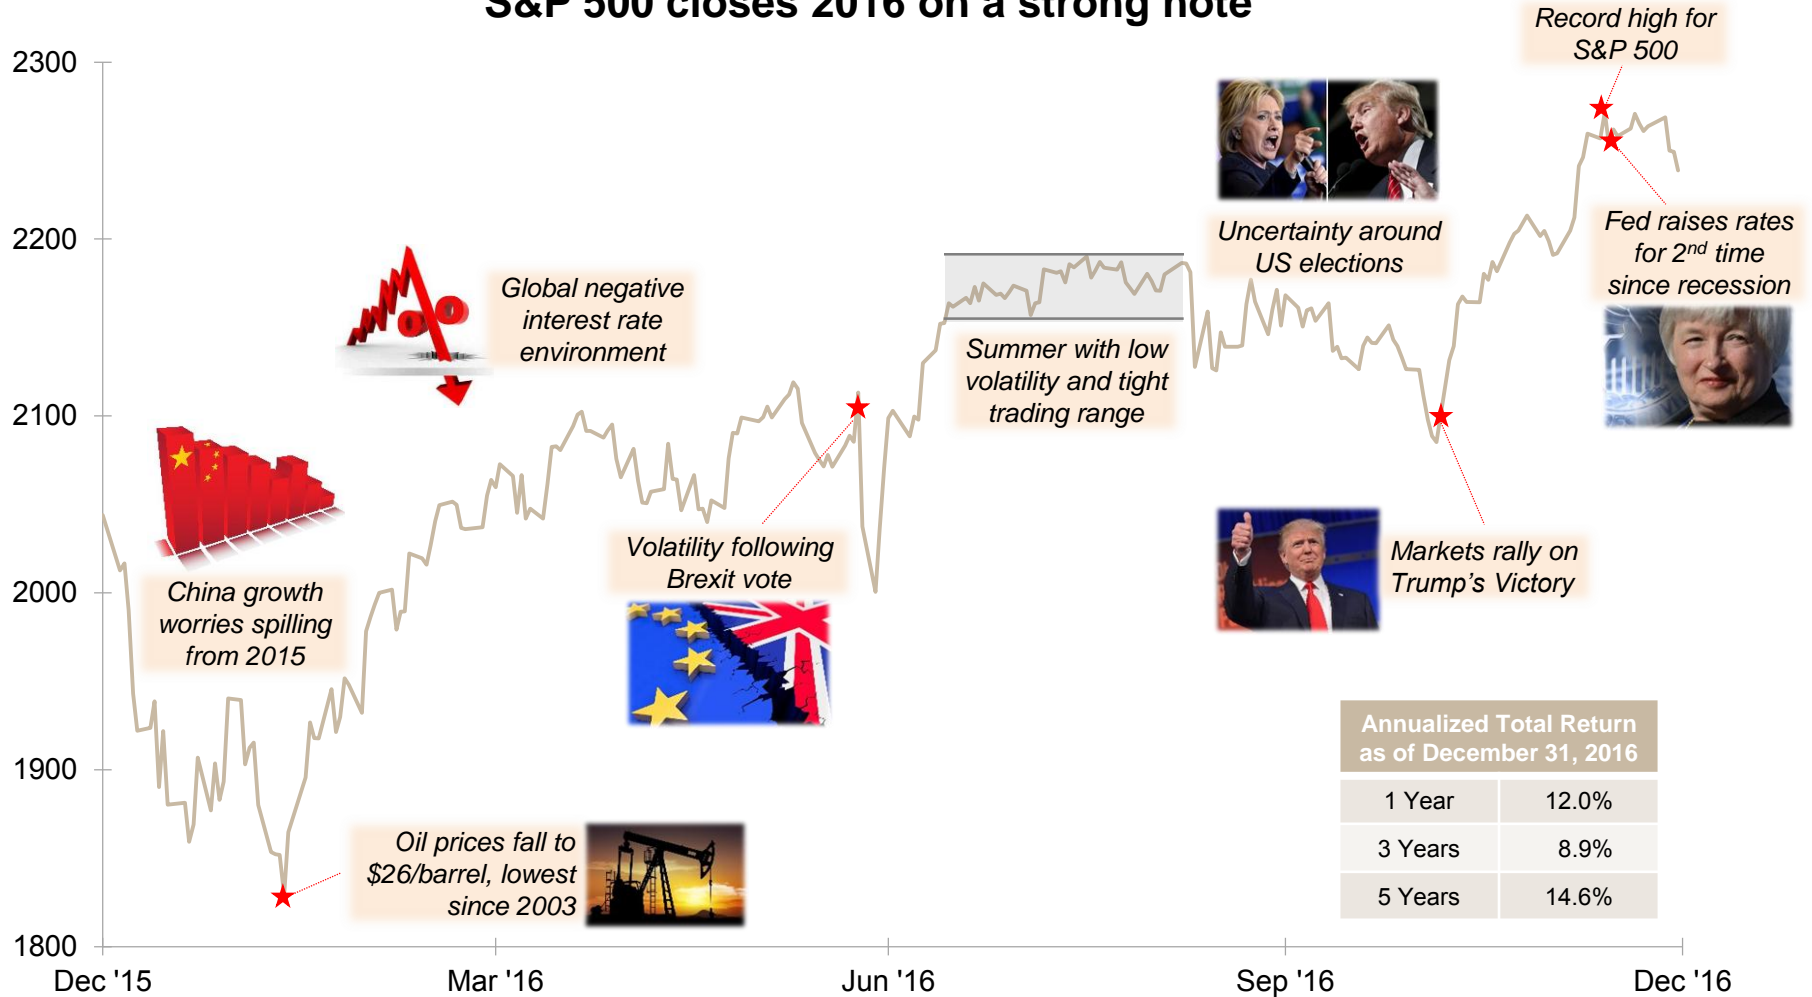 S&P 500 closes 2016 on a strong note
Record high for
S&P 500
2300
2200
2100
2000
1900
1800
Uncertainty around
US elections
Fed raises rates
for 2nd time
since recession
Global negative
interest rate
environment
%
Summer with low
volatility and tight
trading range
Volatility following
Brexit vote
Markets rally on
Trump's Victory
China growth
worries spilling
from 2015
Oil prices fall to
$26/barrel, lowest
since 2003
Annualized Total Return
as of December 31, 2016
1 Year 12.0%
3 Years 8.9%
5 Years 14.6%
Dec '15 Mar '16 Jun '16 Sep '16 Dec '16